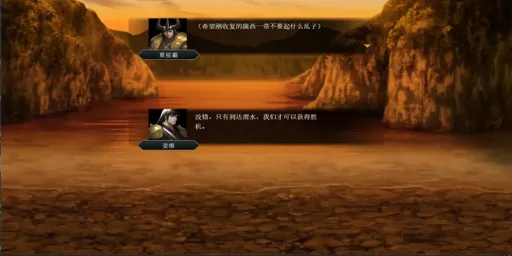 （希望刚收复的陇西一带不要起什么乱子）
夏侯霸
没错，只有到达渭水，我们才可以获得胜
机。
姜维